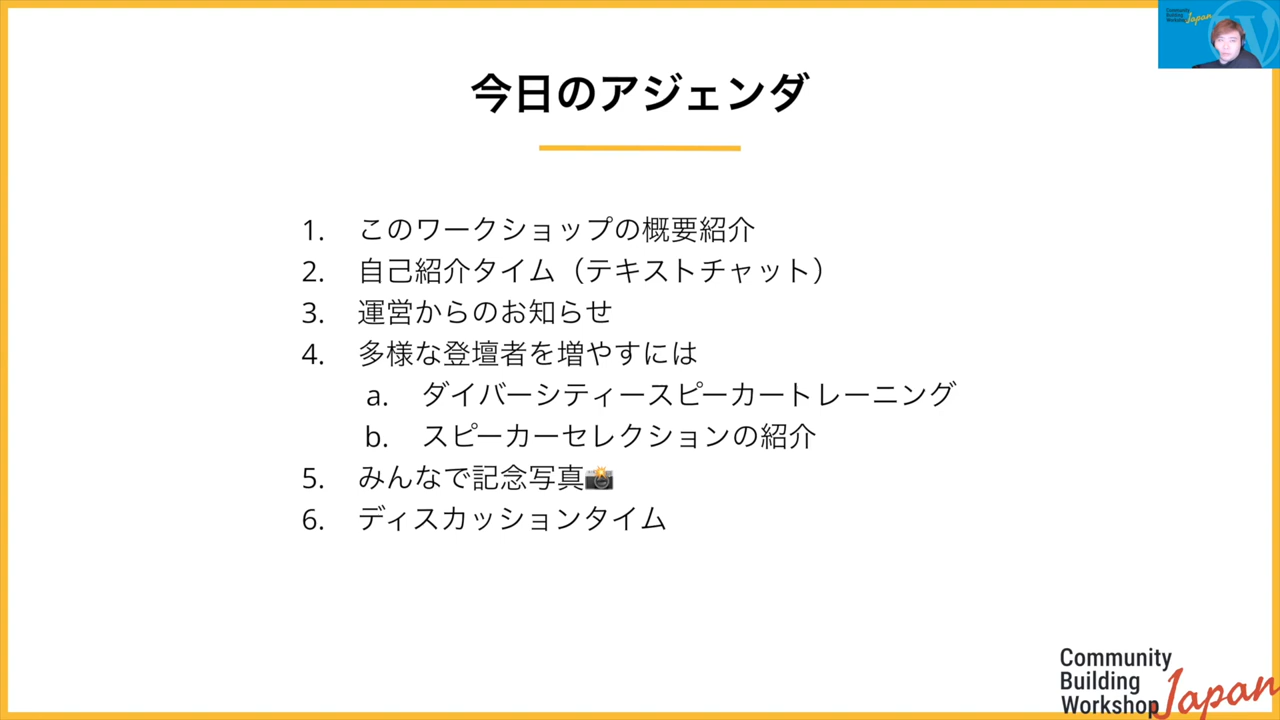 Community
Building
Workshop Japan
今日のアジェンダ
1. このワークショップの概要紹介
2. 自己紹介タイム（テキストチャット）
3. 運営からのお知らせ
4. 多様な登壇者を増やすには
a. ダイバーシティースピーカートレーニング
b. スピーカーセレクションの紹介
5. みんなで記念写真📸
6. ディスカッションタイム
Community
Building
Workshop Japan